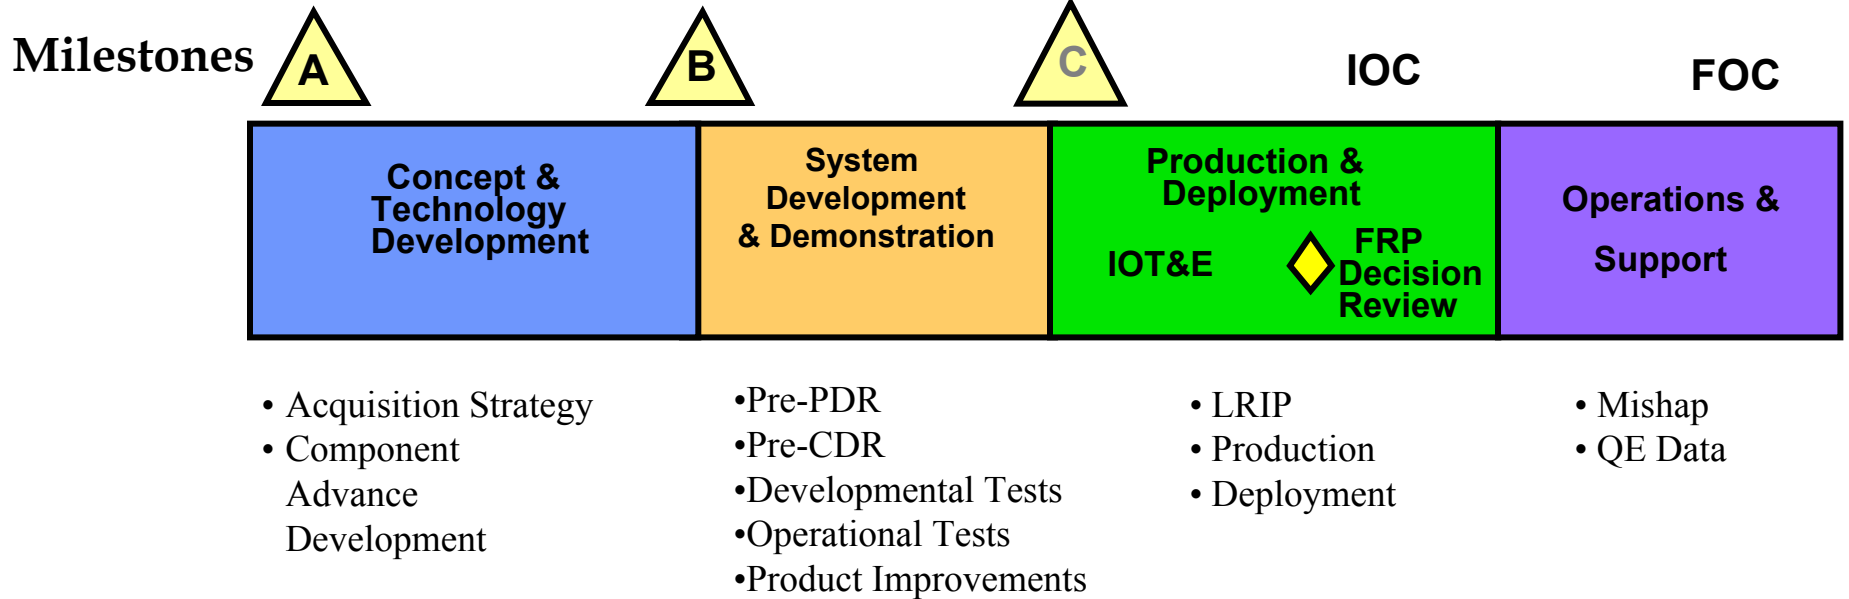 Milestones
A
B
C
IOC
FOC
Concept &
Technology
Development
System
Development
& Demonstration
Production &
Deployment
IOT&E
FRP
Decision
Review
Operations &
Support
• Acquisition Strategy
• Component
Advance
Development
•Pre-PDR
•Pre-CDR
•Developmental Tests
•Operational Tests
•Product Improvements
• LRIP
• Production
• Deployment
• Mishap
• QE Data